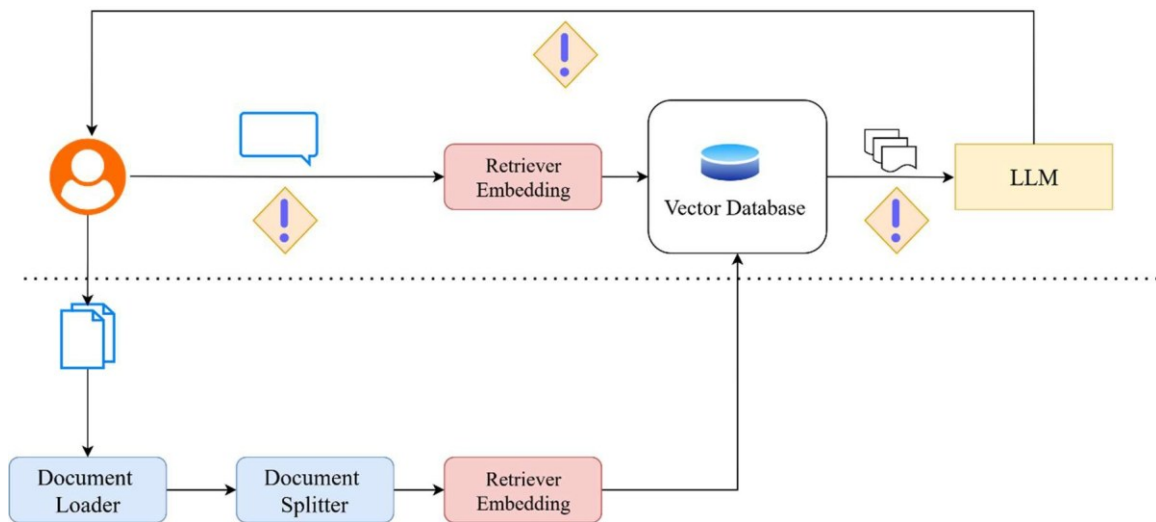 Retriever
Embedding
Vector Database
LLM
Document
Loader
Document
Splitter
Retriever
Embedding